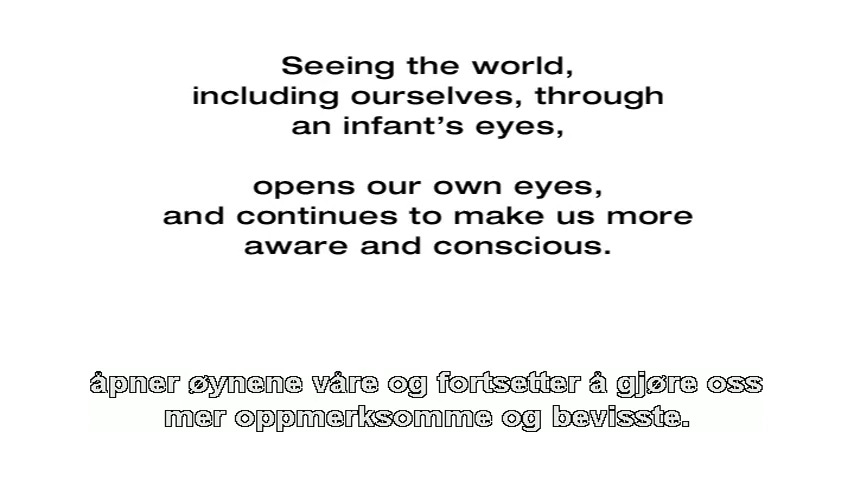 Seeing the world,
including ourselves, through
an infant's eyes,
opens our own eyes,
and continues to make us more
aware and conscious.
åpner øynene våre og fortsetter å gjøre oss
mer oppmerksomme og bevisste.